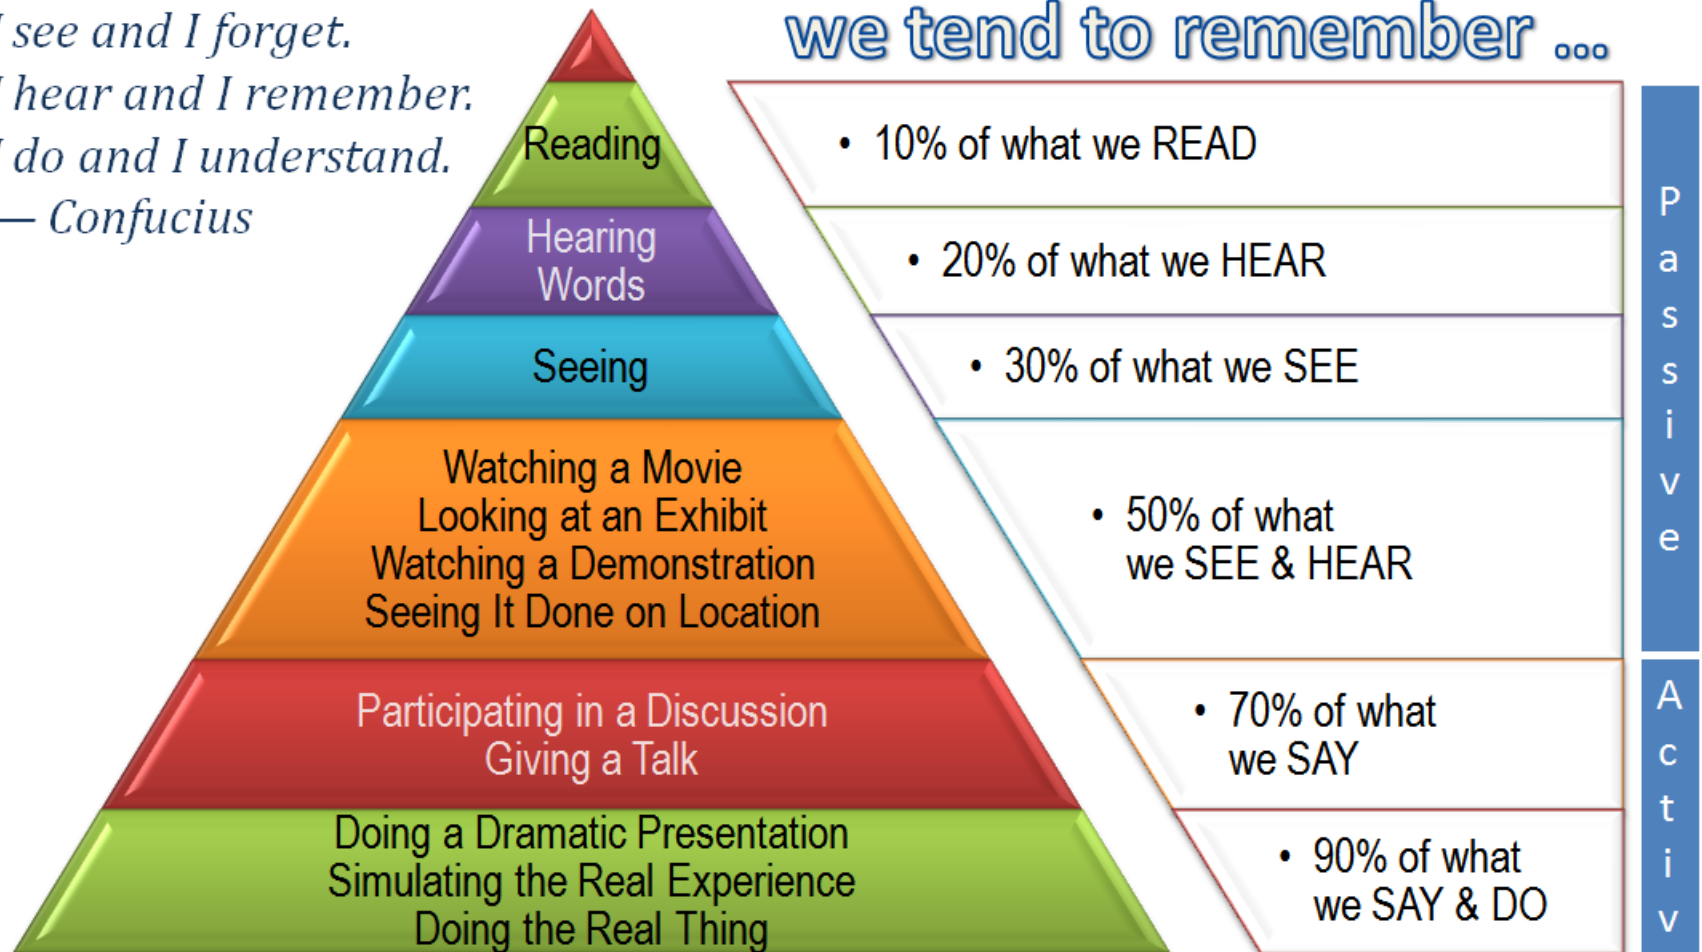 I see and I forget.
I hear and I remember.
I do and I understand.
— Confucius
we tend to remember ...
Reading
• 10% of what we READ
Hearing
Words
• 20% of what we HEAR
Seeing
• 30% of what we SEE
Watching a Movie
Looking at an Exhibit
Watching a Demonstration
Seeing It Done on Location
• 50% of what
we SEE & HEAR
Participating in a Discussion
Giving a Talk
• 70% of what
we SAY
Doing a Dramatic Presentation
Simulating the Real Experience
Doing the Real Thing
• 90% of what
we SAY & DO
Passive
Activ